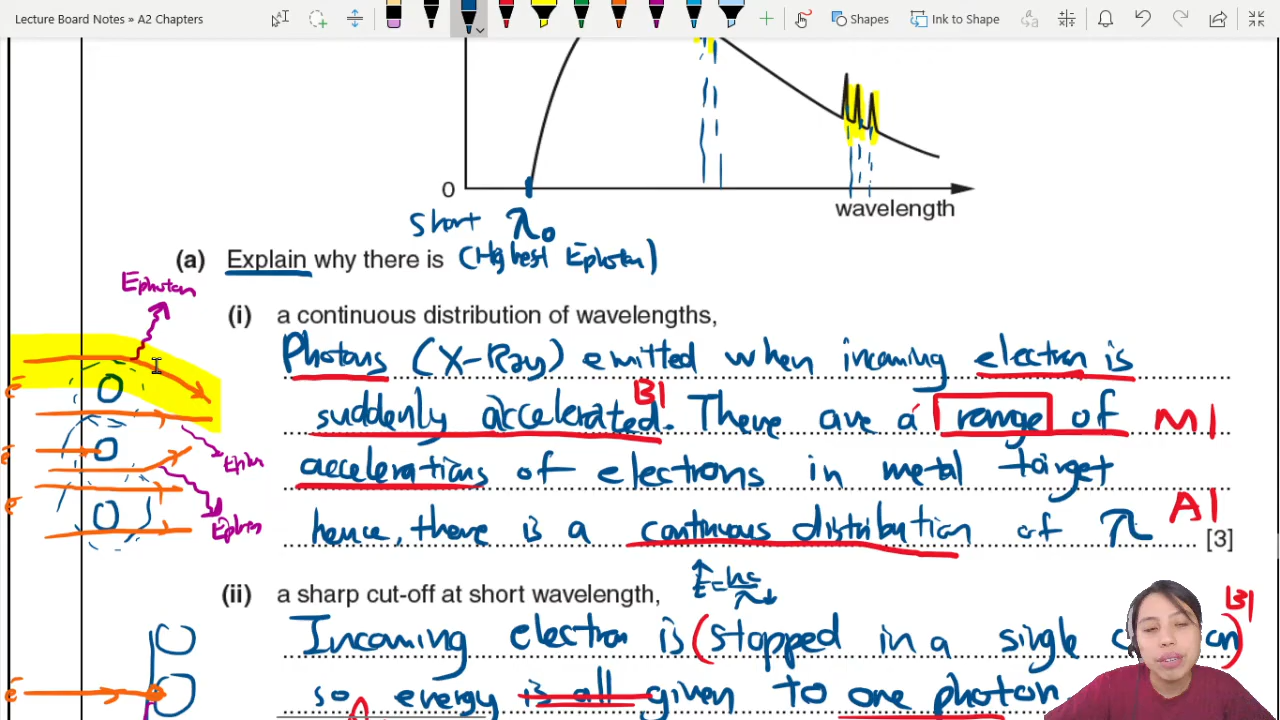 Lecture Board Notes » A2 Chapters
Shapes
Ink to Shape
0
wavelength
Short λ0
(a) Explain why there is (Highest Ephoton)
Ephoton
(i) a continuous distribution of wavelengths,
Photons (X-Ray) emitted when incoming electron is
suddenly accelerated. B1 There are a range of M1
accelerations of electrons in metal target
hence, there is a continuous distribution of λ A1 [3]
e-
e-
e-
Ephoton
(ii) a sharp cut-off at short wavelength, E = hc/λ
Incoming electron is (stopped in a single B1
e-
so energy is all given to one photon.